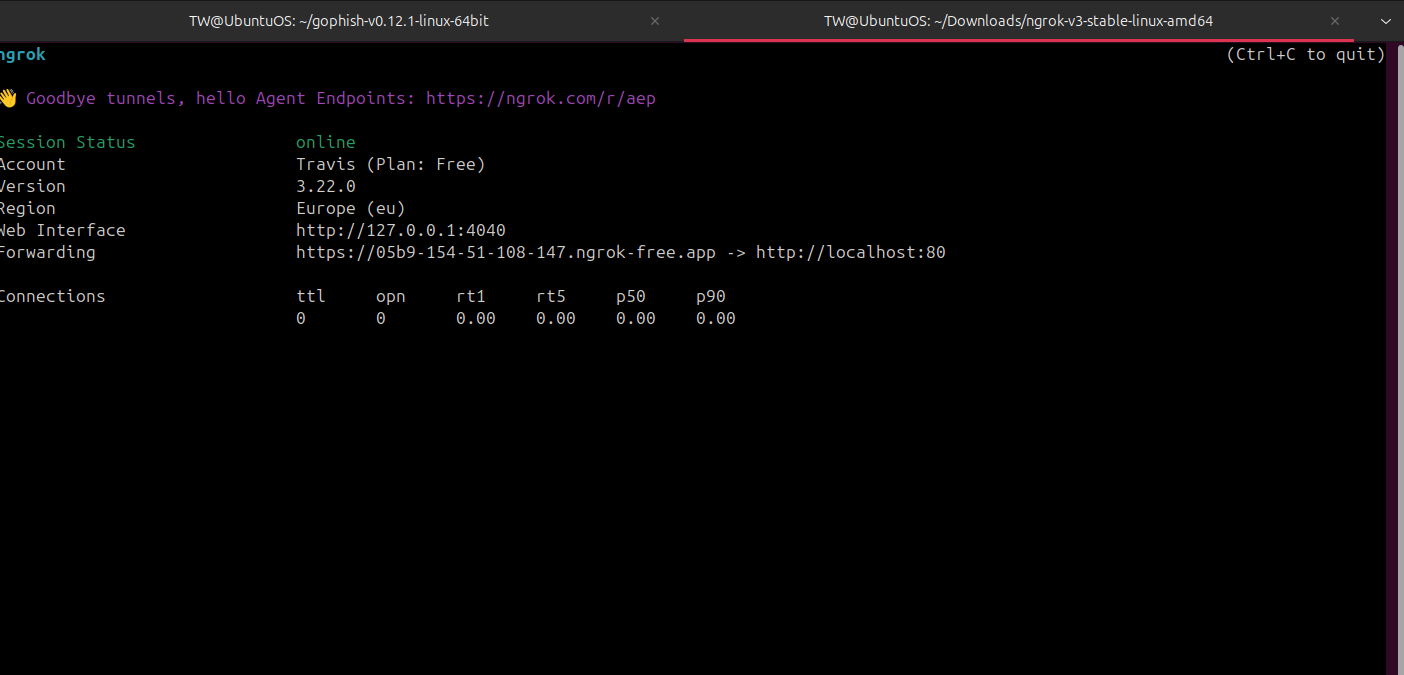 TW@UbuntuOS: ~/gophish-v0.12.1-linux-64bit
TW@UbuntuOS: ~/Downloads/ngrok-v3-stable-linux-amd64
ngrok (Ctrl+C to quit)
👋 Goodbye tunnels, hello Agent Endpoints: https://ngrok.com/r/aep
Session Status online
Account Travis (Plan: Free)
Version 3.22.0
Region Europe (eu)
Web Interface http://127.0.0.1:4040
Forwarding https://05b9-154-51-108-147.ngrok-free.app -> http://localhost:80
Connections ttl opn rt1 rt5 p50 p90
0 0 0.00 0.00 0.00 0.00